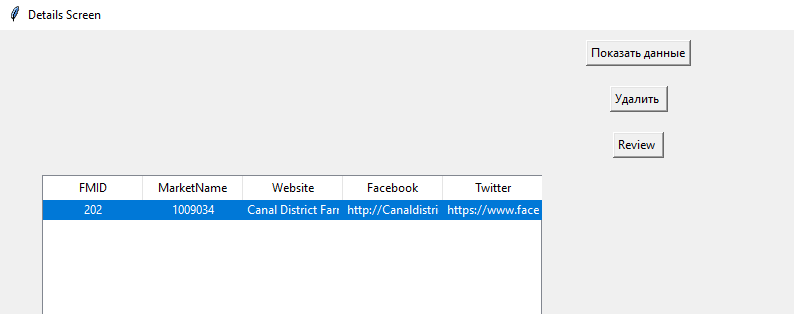 Details Screen
Показать данные
Удалить
Review
FMID MarketName Website Facebook Twitter
202 1009034 Canal District Farr http://Canaldistri https://www.face